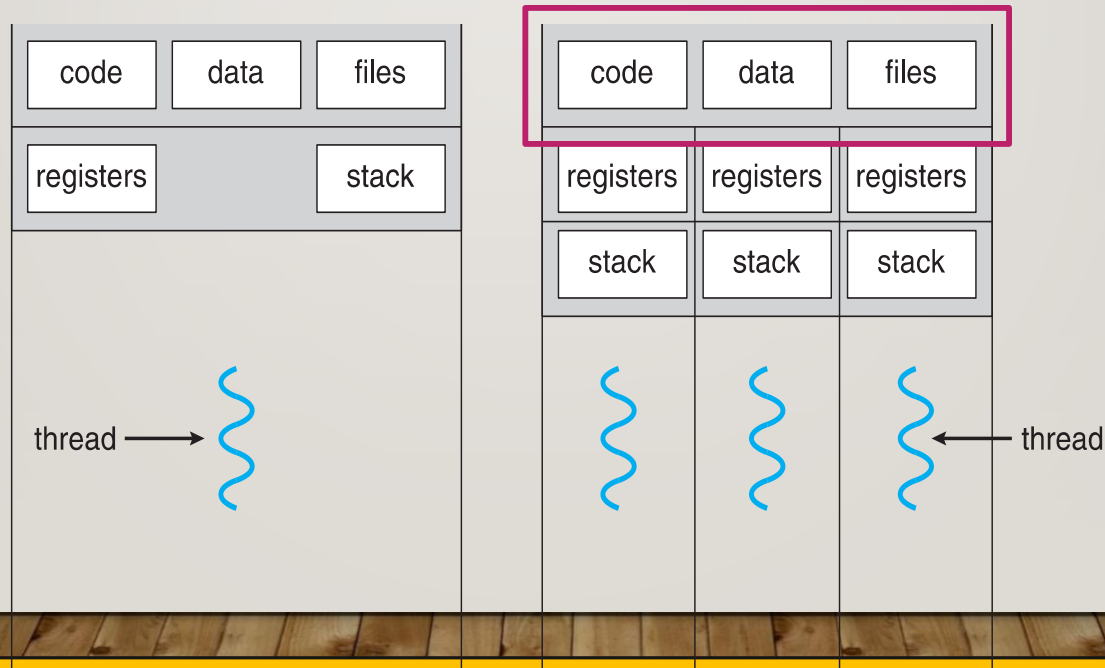 code data files
registers stack
thread
code data files
registers registers registers
stack stack stack
thread